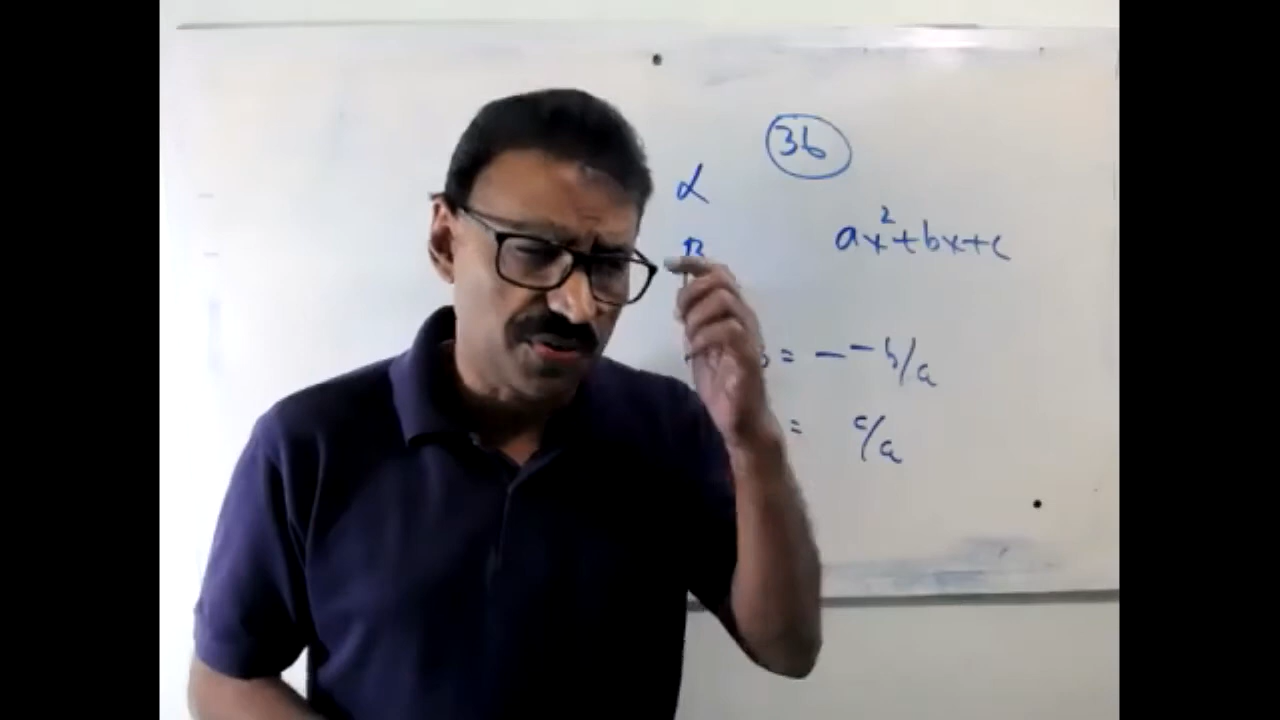 36
α
β
ax²+bx+c
= — - b/a
= c/a